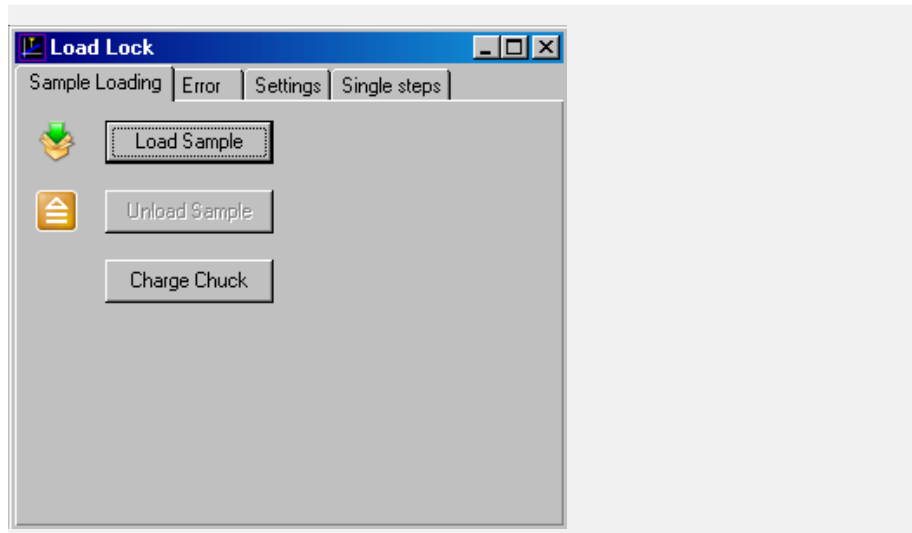 Load Lock
Sample Loading Error Settings Single steps
Load Sample
Unload Sample
Charge Chuck